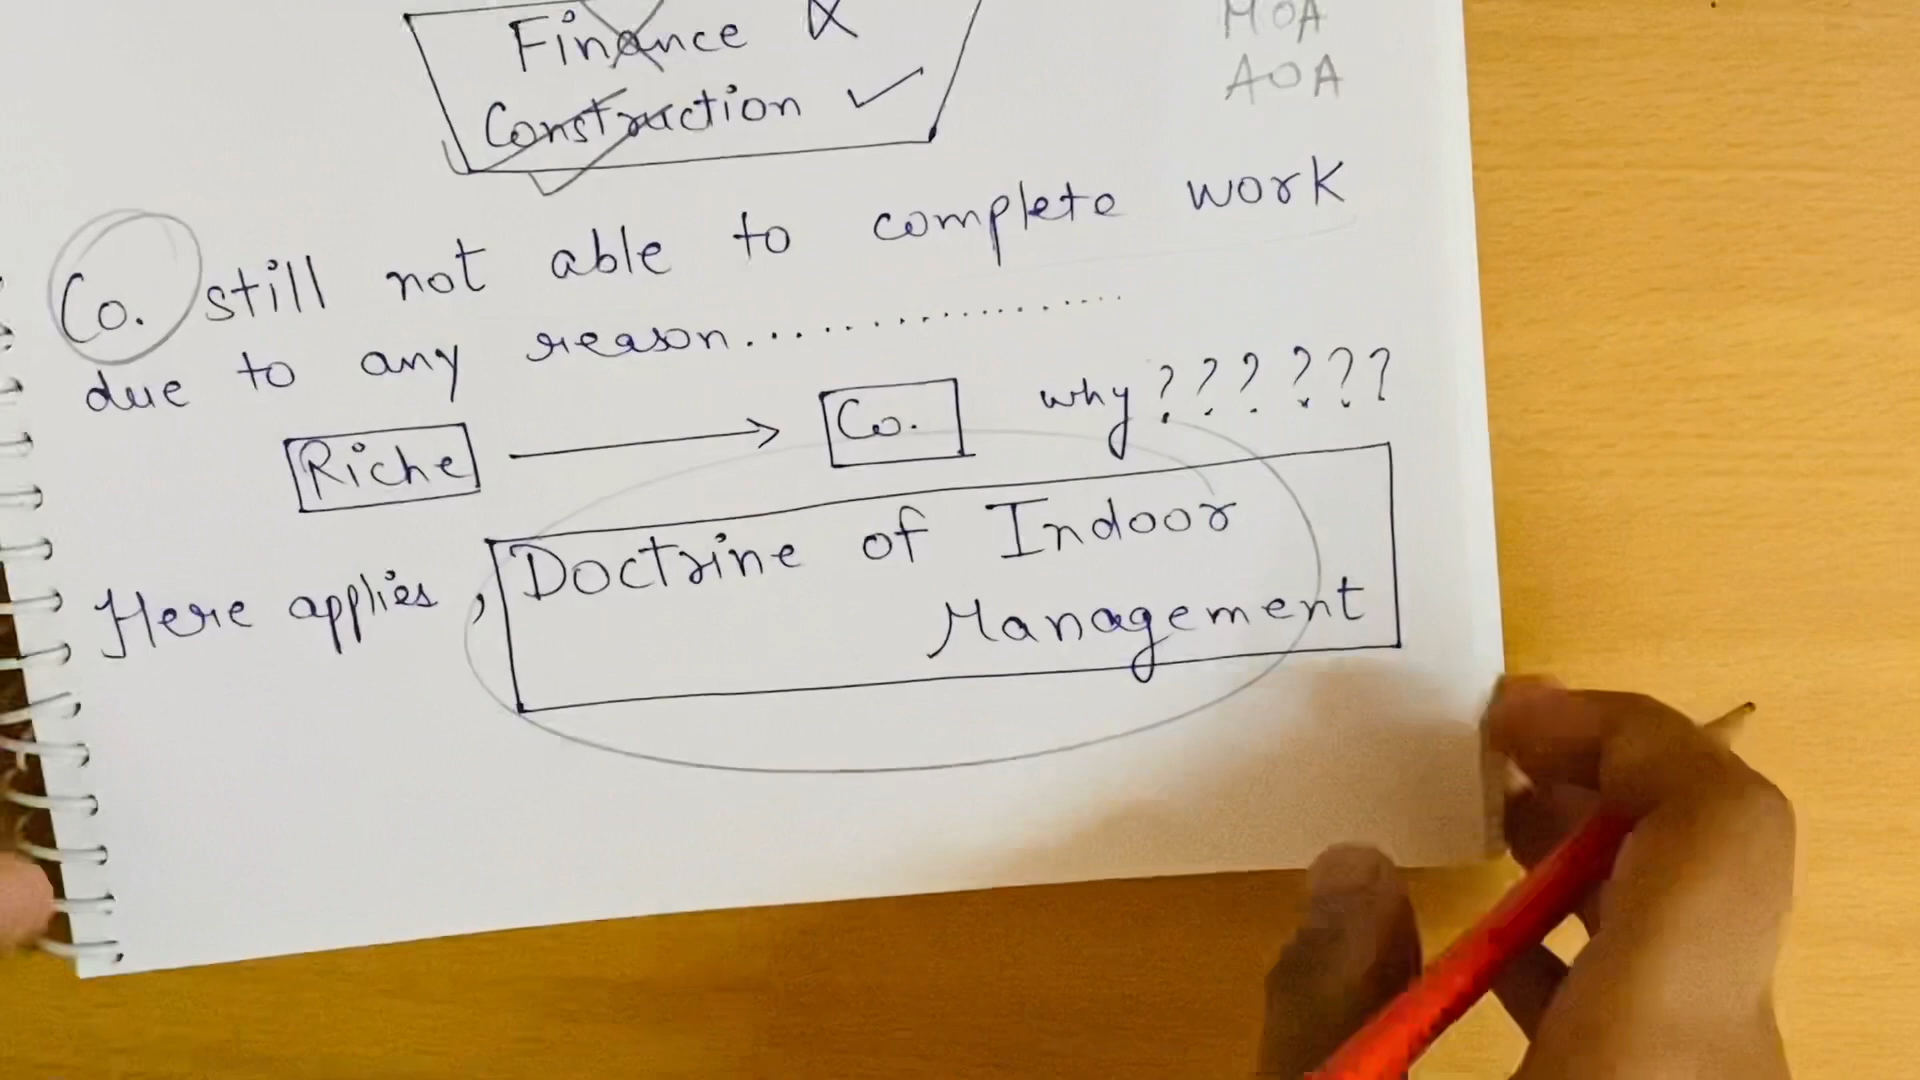 Finance &
Construction ✓
MOA
AOA
Co. still not able to complete work
due to any reason................
Riche → Co. why ??????
Here applies, Doctrine of Indoor
Management